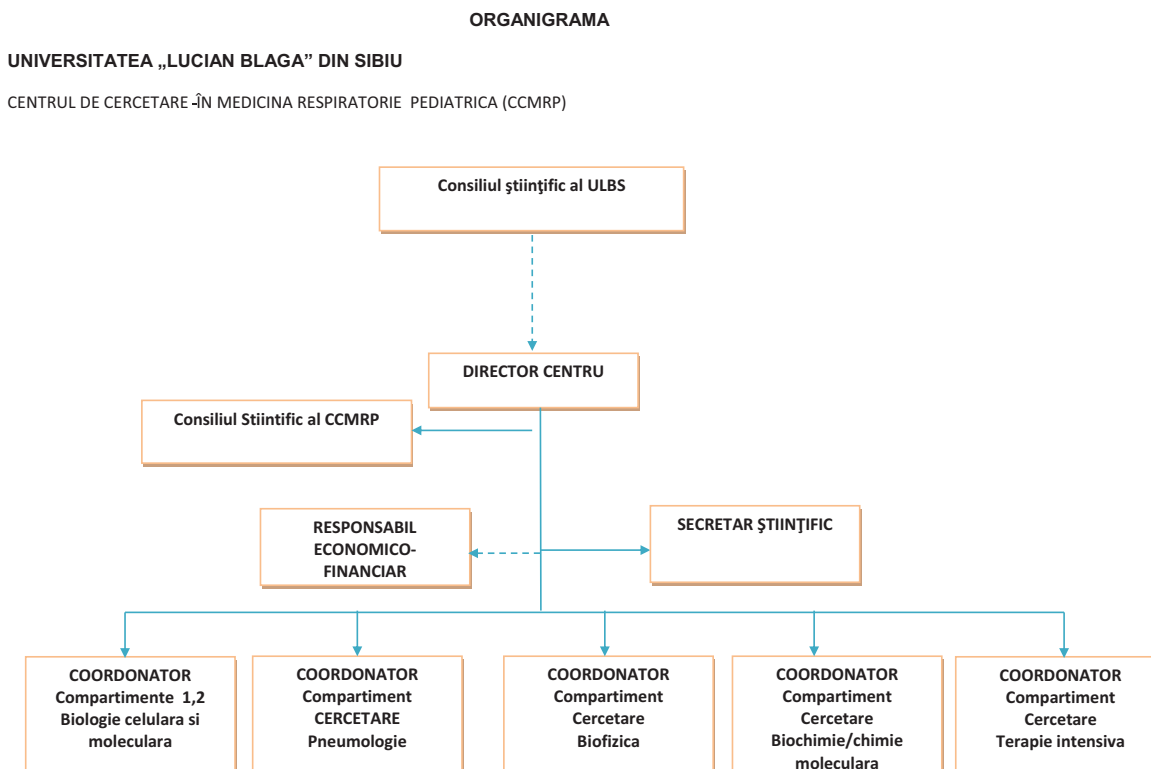 ORGANIGRAMA
UNIVERSITATEA „LUCIAN BLAGA” DIN SIBIU
CENTRUL DE CERCETARE -ÎN MEDICINA RESPIRATORIE PEDIATRICA (CCMRP)
Consiliul ştiinţific al ULBS
DIRECTOR CENTRU
Consiliul Stiintific al CCMRP
RESPONSABIL
ECONOMICO-
FINANCIAR
SECRETAR ŞTIINŢIFIC
COORDONATOR
Compartimente 1,2
Biologie celulara si
moleculara
COORDONATOR
Compartiment
CERCETARE
Pneumologie
COORDONATOR
Compartiment
Cercetare
Biofizica
COORDONATOR
Compartiment
Cercetare
Biochimie/chimie
moleculara
COORDONATOR
Compartiment
Cercetare
Terapie intensiva